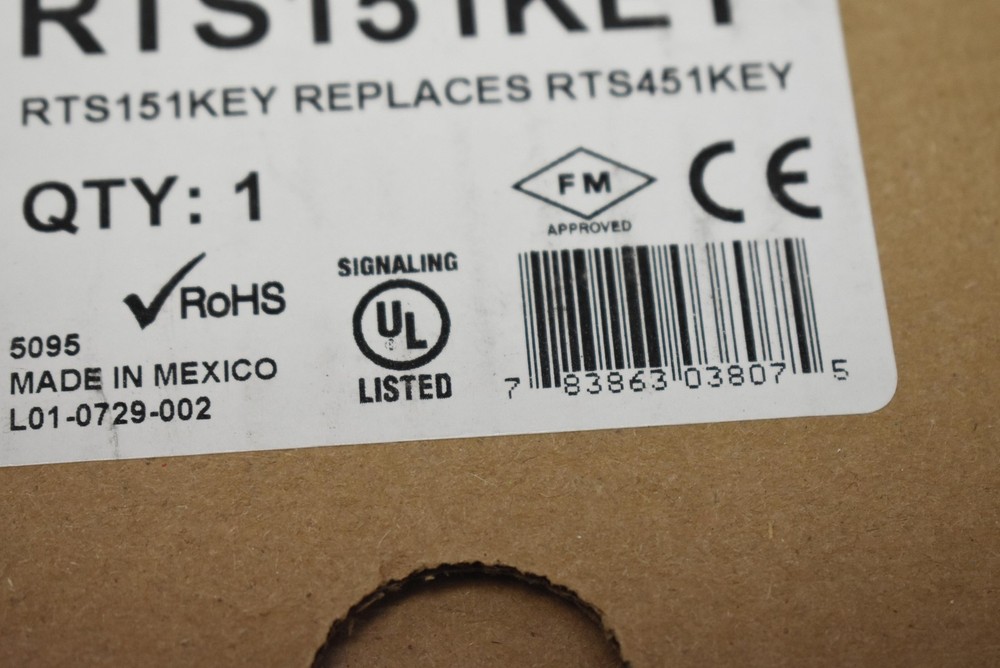 RTS151KEY
RTS151KEY REPLACES RTS451KEY
QTY: 1
FM
APPROVED
CE
RoHS
SIGNALING
UL
LISTED
5095
MADE IN MEXICO
L01-0729-002
7 83863 03807 5